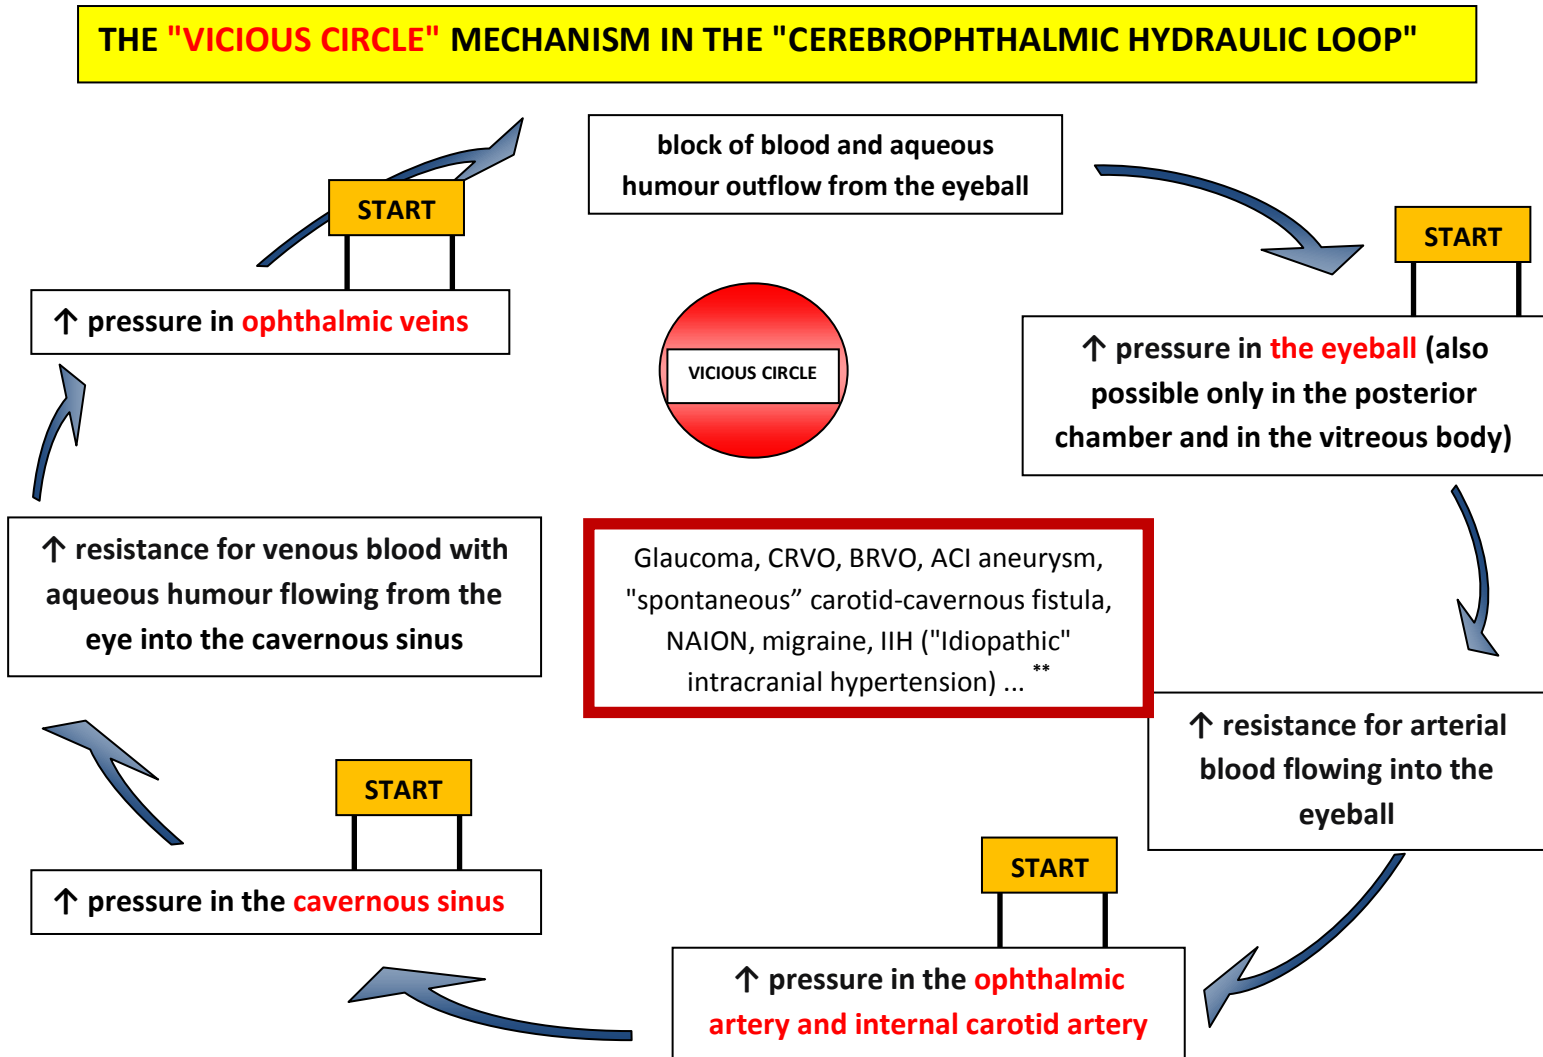 THE "VICIOUS CIRCLE" MECHANISM IN THE "CEREBROPHTHALMIC HYDRAULIC LOOP"
block of blood and aqueous
humour outflow from the eyeball
START
↑ pressure in the eyeball (also
possible only in the posterior
chamber and in the vitreous body)
↑ resistance for arterial
blood flowing into the
eyeball
START
↑ pressure in the ophthalmic
artery and internal carotid artery
START
↑ pressure in the cavernous sinus
↑ resistance for venous blood with
aqueous humour flowing from the
eye into the cavernous sinus
START
↑ pressure in ophthalmic veins
VICIOUS CIRCLE
Glaucoma, CRVO, BRVO, ACI aneurysm,
"spontaneous” carotid-cavernous fistula,
NAION, migraine, IIH ("Idiopathic"
intracranial hypertension) ... **